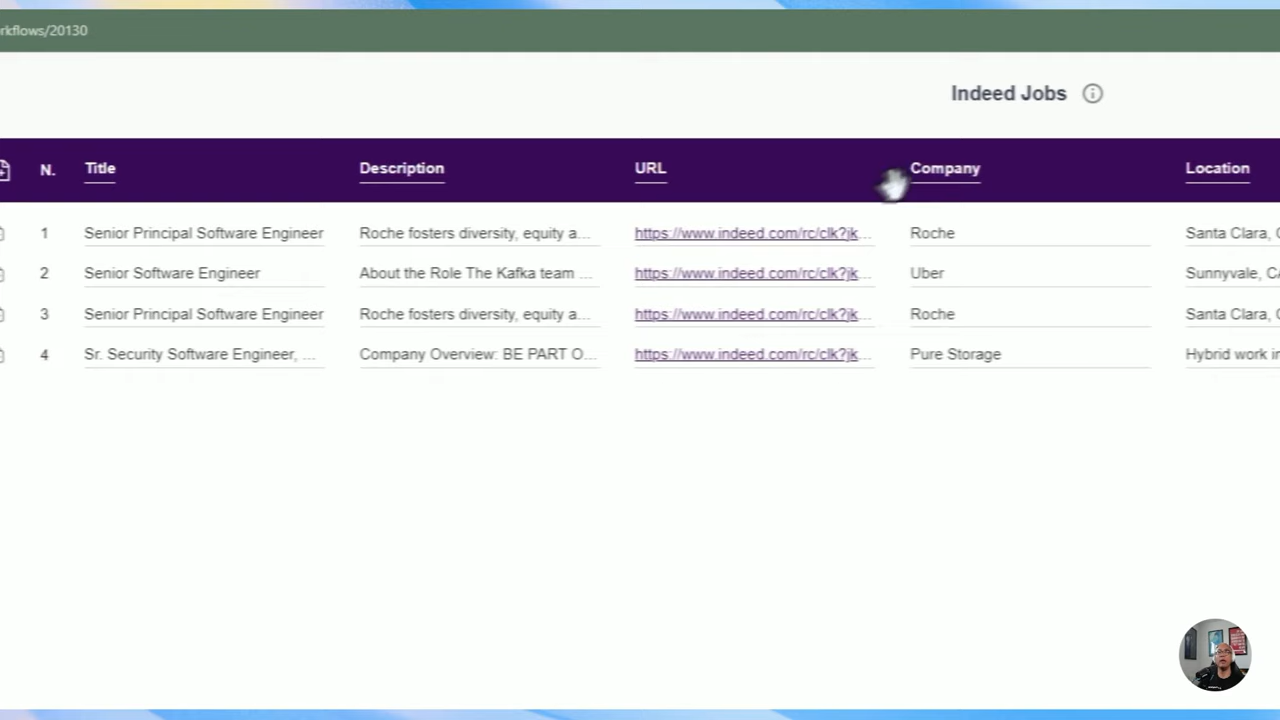 rkflows/20130
Indeed Jobs
N. Title Description URL Company Location
1 Senior Principal Software Engineer Roche fosters diversity, equity a... https://www.indeed.com/rc/clk?jk... Roche Santa Clara, C
2 Senior Software Engineer About the Role The Kafka team ... https://www.indeed.com/rc/clk?jk... Uber Sunnyvale, CA
3 Senior Principal Software Engineer Roche fosters diversity, equity a... https://www.indeed.com/rc/clk?jk... Roche Santa Clara, C
4 Sr. Security Software Engineer, ... Company Overview: BE PART O... https://www.indeed.com/rc/clk?jk... Pure Storage Hybrid work in